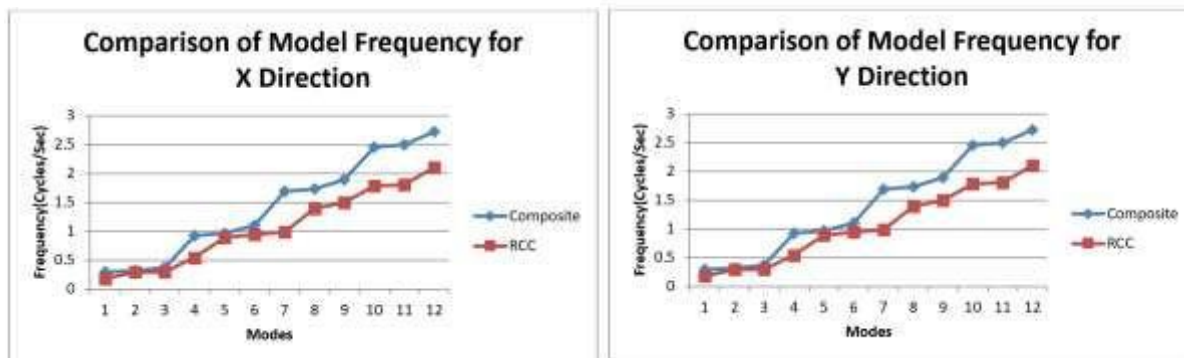 Comparison of Model Frequency for
X Direction
Frequency(Cycles/Sec)
3
2.5
2
1.5
1
0.5
0
1 2 3 4 5 6 7 8 9 10 11 12
Modes
Composite
RCC
Comparison of Model Frequency for
Y Direction
Frequency(Cycles/Sec)
3
2.5
2
1.5
1
0.5
0
1 2 3 4 5 6 7 8 9 10 11 12
Modes
Composite
RCC